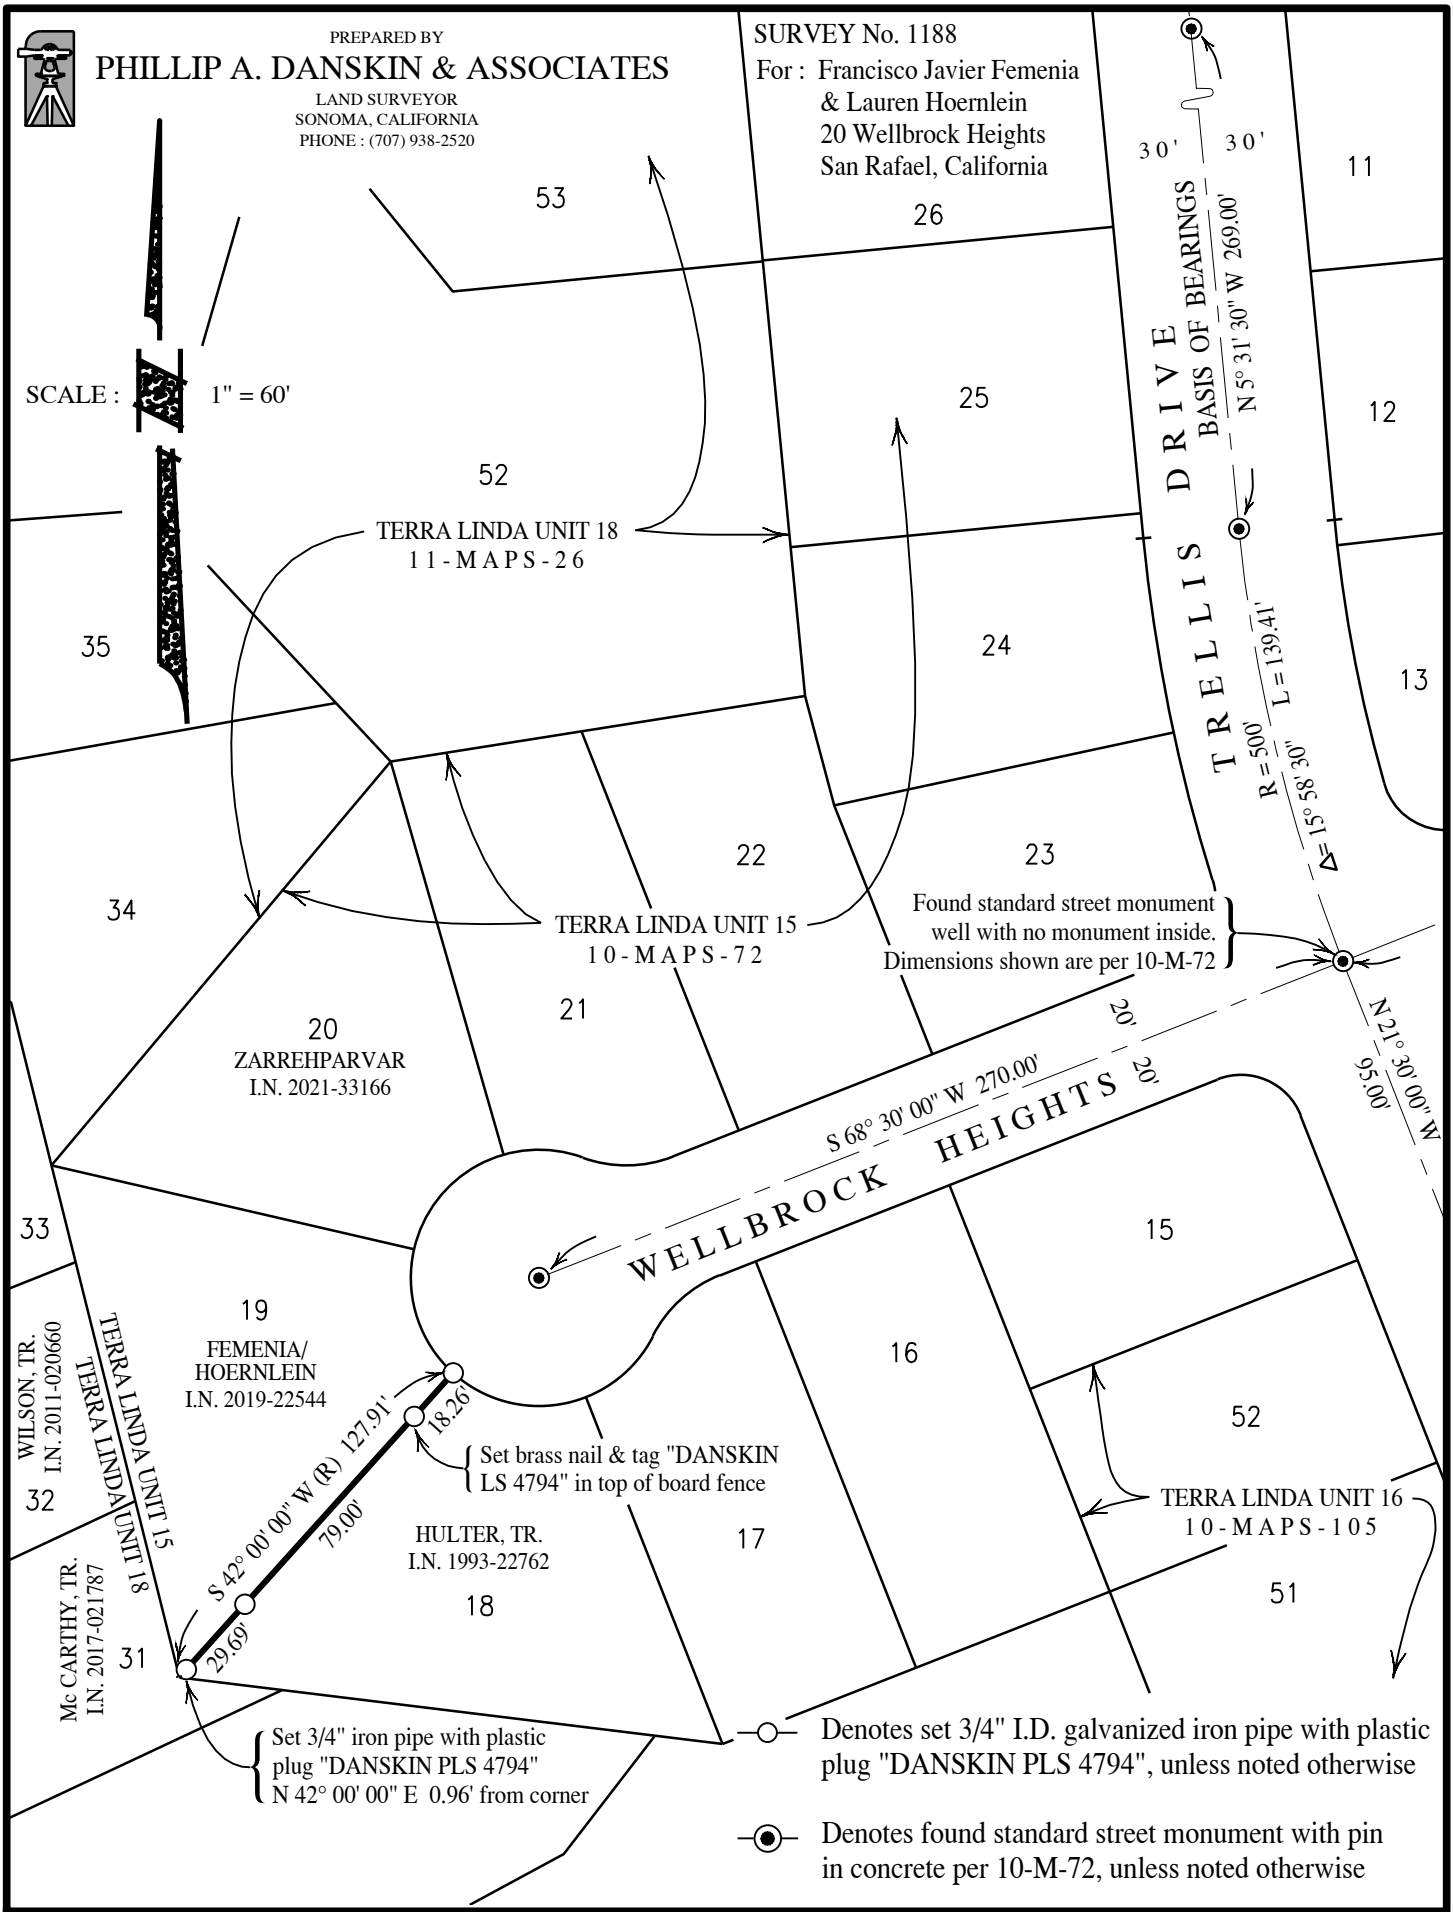 PREPARED BY
PHILLIP A. DANSKIN & ASSOCIATES
LAND SURVEYOR
SONOMA, CALIFORNIA
PHONE : (707) 938-2520
SURVEY No. 1188
For : Francisco Javier Femenia
& Lauren Hoernlein
20 Wellbrock Heights
San Rafael, California
30' 30'
11
53
26
TRELLIS DRIVE
BASIS OF BEARINGS
N 5° 31' 30" W 269.00'
SCALE : 1" = 60'
25
12
52
TERRA LINDA UNIT 18
11-MAPS-26
35
24
13
R = 500' L = 139.41'
Δ= 15° 58' 30"
22
23
34
Found standard street monument
well with no monument inside.
Dimensions shown are per 10-M-72
TERRA LINDA UNIT 15
10-MAPS-72
21
20
ZARREHPARVAR
I.N. 2021-33166
20'
20'
N 21° 30' 00" W
95.00'
S 68° 30' 00" W 270.00'
WELLBROCK HEIGHTS
33
15
19
FEMENIA/
HOERNLEIN
I.N. 2019-22544
16
WILSON, TR.
I.N. 2011-020660
32
TERRA LINDA UNIT 15
TERRA LINDA UNIT 18
S 42° 00' 00" W (R) 127.91'
18.26'
79.00'
29.69'
Set brass nail & tag "DANSKIN
LS 4794" in top of board fence
52
TERRA LINDA UNIT 16
10-MAPS-105
HULTER, TR.
I.N. 1993-22762
18
17
51
Mc CARTHY, TR.
I.N. 2017-021787
31
Set 3/4" iron pipe with plastic
plug "DANSKIN PLS 4794"
N 42° 00' 00" E 0.96' from corner
Denotes set 3/4" I.D. galvanized iron pipe with plastic
plug "DANSKIN PLS 4794", unless noted otherwise
Denotes found standard street monument with pin
in concrete per 10-M-72, unless noted otherwise